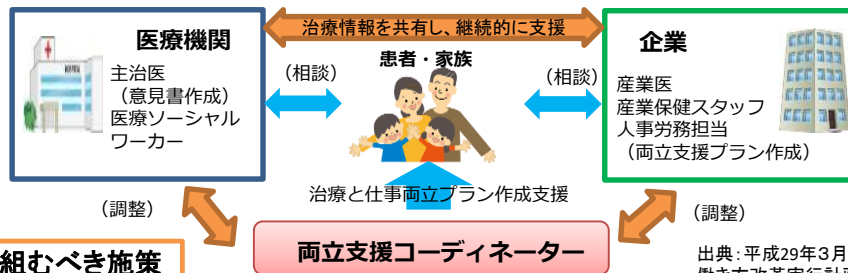 治療情報を共有し、継続的に支援
医療機関
主治医
（意見書作成）
医療ソーシャル
ワーカー
（相談）
患者・家族
（相談）
企業
産業医
産業保健スタッフ
人事労務担当
（両立支援プラン作成）
治療と仕事両立プラン作成支援
（調整）
（調整）
両立支援コーディネーター
組むべき施策
出典：平成29年3月